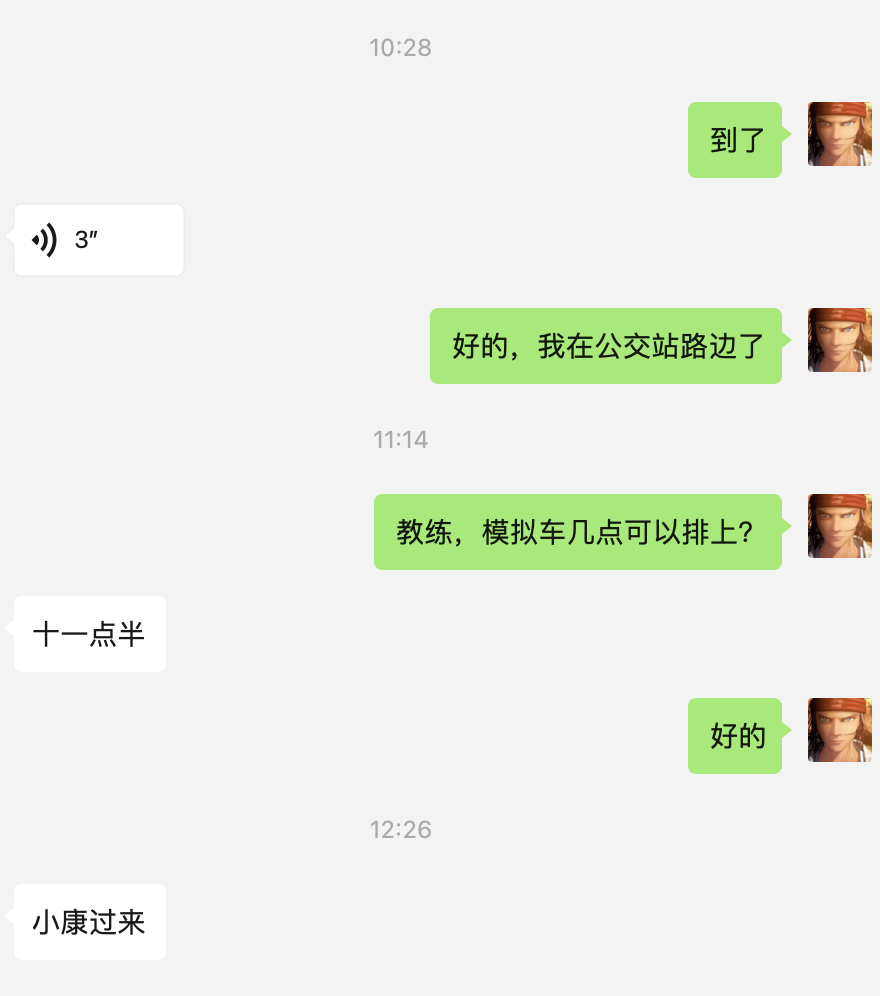 10:28
到了
3″
好的，我在公交站路边了
11:14
教练，模拟车几点可以排上？
十一点半
好的
12:26
小康过来